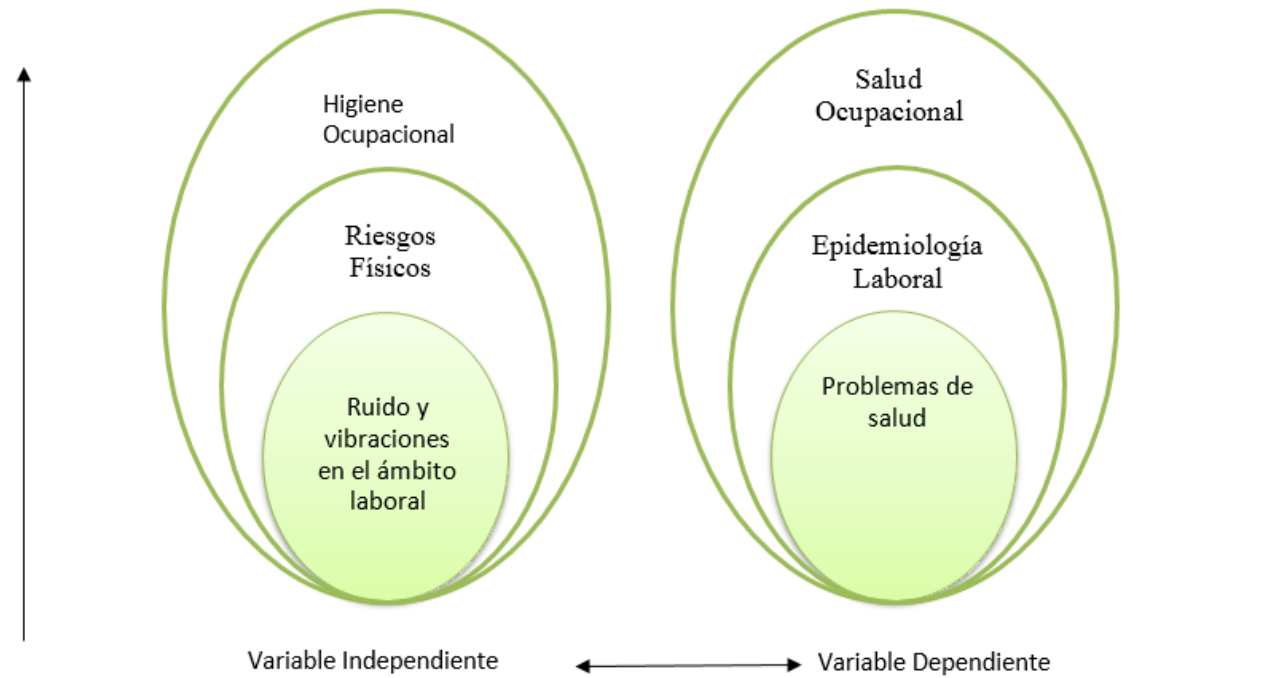 Higiene
Ocupacional
Riesgos
Físicos
Ruido y
vibraciones
en el ámbito
laboral
Salud
Ocupacional
Epidemiología
Laboral
Problemas de
salud
Variable Independiente
Variable Dependiente